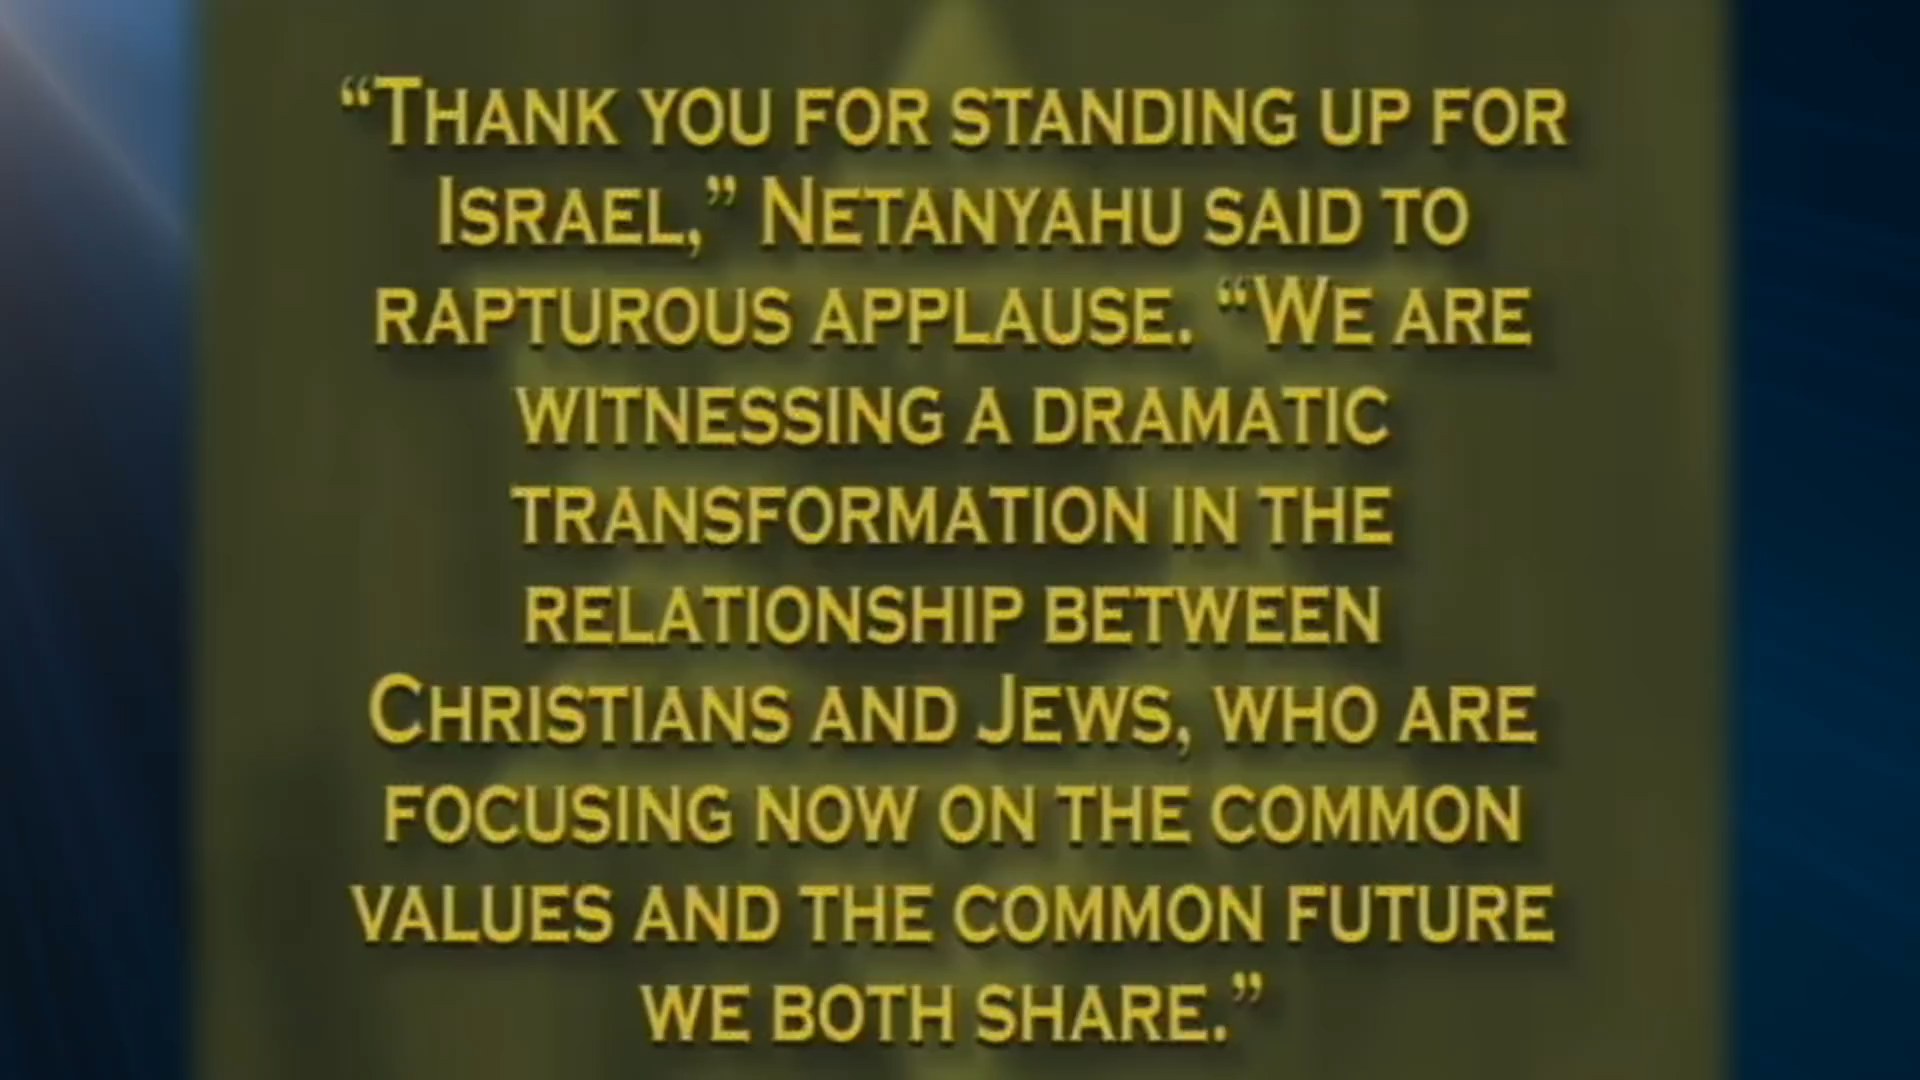 “Thank you for standing up for
Israel,” Netanyahu said to
rapturous applause. “We are
witnessing a dramatic
transformation in the
relationship between
Christians and Jews, who are
focusing now on the common
values and the common future
we both share.”